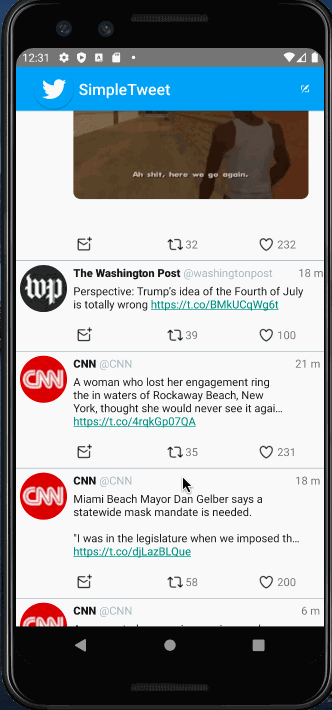 12:31
SimpleTweet
Ah shit, here we go again.
32 232
The Washington Post @washingtonpost 18 m
wp
Perspective: Trump's idea of the Fourth of July
is totally wrong https://t.co/BMkUCqWg6t
39 100
CNN @CNN 21 m
CNN
A woman who lost her engagement ring
the in waters of Rockaway Beach, New
York, thought she would never see it agai…
https://t.co/4rqkGp07QA
35 231
CNN @CNN 18 m
CNN
Miami Beach Mayor Dan Gelber says a
statewide mask mandate is needed.
"I was in the legislature when we imposed th…
https://t.co/djLazBLQue
58 200
CNN @CNN 6 m
CNN